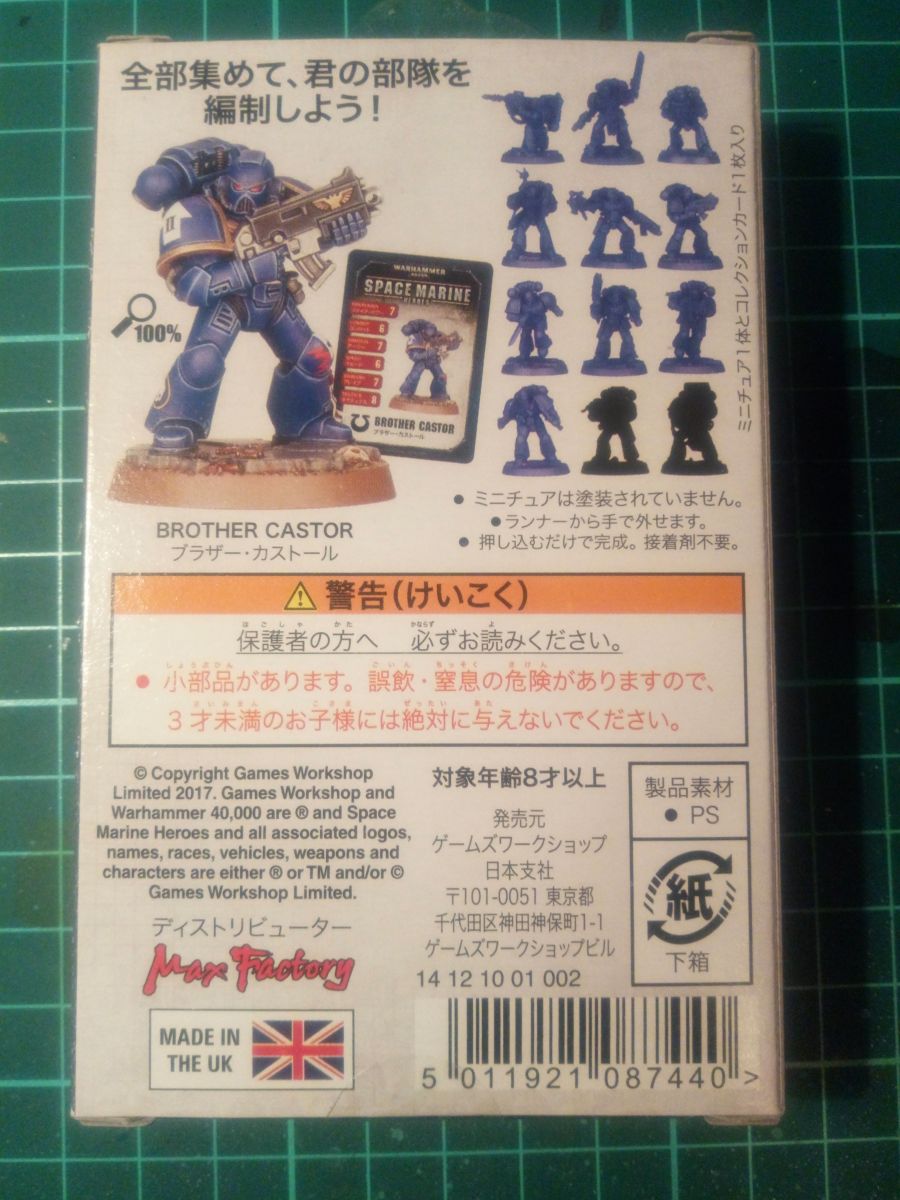 全部集めて、君の部隊を
編制しよう！
100%
WARHAMMER
SPACE MARINE
HEROES
7
6
7
6
7
8
BROTHER CASTOR
ブラザー・カストール
BROTHER CASTOR
ブラザー・カストール
ミニチュア1体とコレクションカード1枚入り
● ミニチュアは塗装されていません。
● ランナーから手で外せます。
● 押し込むだけで完成。接着剤不要。
警告（けいこく）
保護者の方へ 必ずお読みください。
● 小部品があります。誤飲・窒息の危険がありますので、
3才未満のお子様には絶対に与えないでください。
© Copyright Games Workshop
Limited 2017. Games Workshop and
Warhammer 40,000 are ® and Space
Marine Heroes and all associated logos,
names, races, vehicles, weapons and
characters are either ® or TM and/or ©
Games Workshop Limited.
ディストリビューター
Max Factory
MADE IN
THE UK
対象年齢8才以上
発売元
ゲームズワークショップ
日本支社
〒101-0051 東京都
千代田区神田神保町1-1
ゲームズワークショップビル
14 12 10 01 002
製品素材
● PS
紙
下箱
5 011921 087440 >